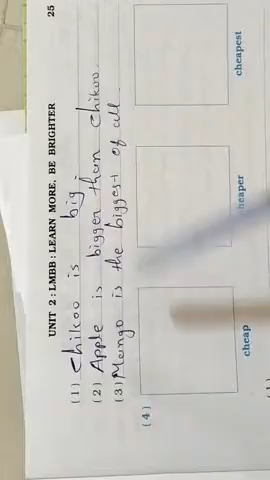 UNIT 2 : LMBB : LEARN MORE, BE BRIGHTER 25
(1) Chikoo is big
(2) Apple is bigger than chikoo.
(3) Mango is the biggest of all
(4)
cheap heaper cheapest